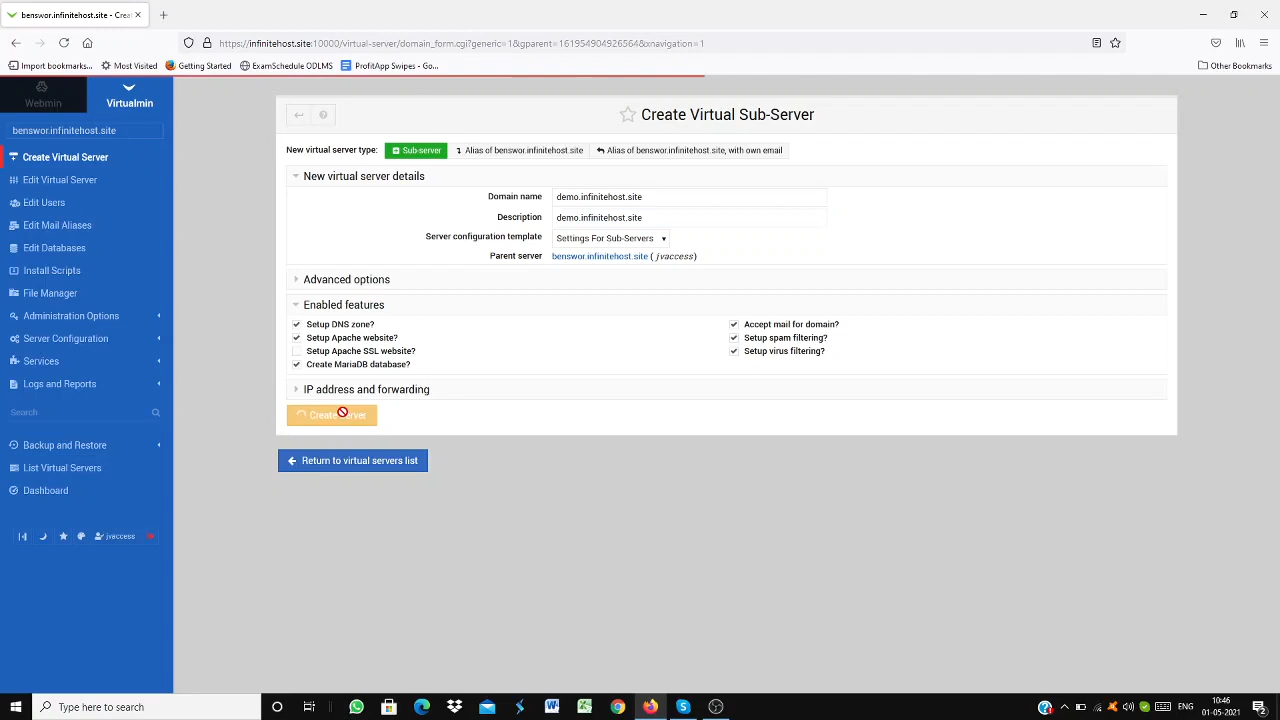 benswor.infinitehost.site - Crea
https://infinitehost.site:10000/virtual-server/domain_form.cgi?generic=1&gparent=161954904926564&xnavigation=1
Import bookmarks...
Most Visited
Getting Started
ExamSchedule QDLMS
ProfitApp Swipes - Go...
Other Bookmarks
Webmin
Virtualmin
benswor.infinitehost.site
Create Virtual Server
Edit Virtual Server
Edit Users
Edit Mail Aliases
Edit Databases
Install Scripts
File Manager
Administration Options
Server Configuration
Services
Logs and Reports
Search
Backup and Restore
List Virtual Servers
Dashboard
jvaccess
Create Virtual Sub-Server
New virtual server type:
Sub-server
Alias of benswor.infinitehost.site
Alias of benswor.infinitehost.site, with own email
New virtual server details
Domain name
demo.infinitehost.site
Description
demo.infinitehost.site
Server configuration template
Settings For Sub-Servers
Parent server
benswor.infinitehost.site ( jvaccess)
Advanced options
Enabled features
Setup DNS zone?
Accept mail for domain?
Setup Apache website?
Setup spam filtering?
Setup Apache SSL website?
Setup virus filtering?
Create MariaDB database?
IP address and forwarding
Create Server
Return to virtual servers list
Type here to search
ENG
10:46
01-05-2021